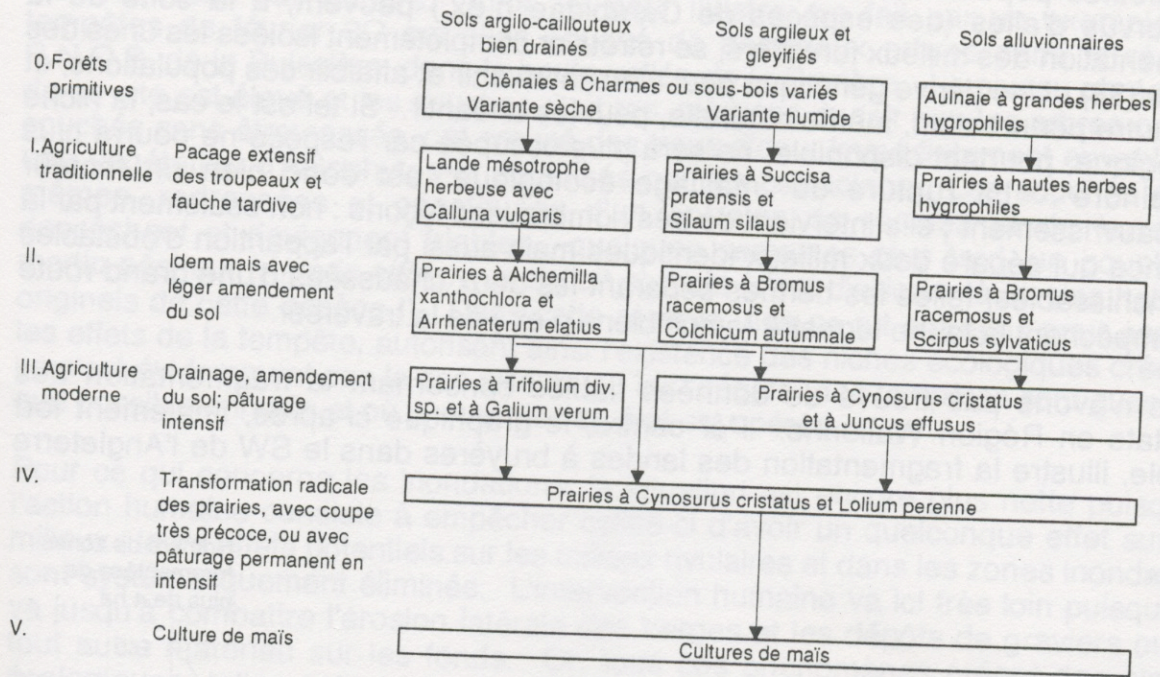 Sols argilo-caillouteux
bien drainés
Sols argileux et
gleyifiés
Sols alluvionnaires
0.Forêts
primitives
Chênaies à Charmes ou sous-bois variés
Variante sèche Variante humide
Aulnaie à grandes herbes
hygrophiles
I.Agriculture
traditionnelle
Pacage extensif
des troupeaux et
fauche tardive
Lande mésotrophe
herbeuse avec
Calluna vulgaris
Prairies à Succisa
pratensis et
Silaum silaus
Prairies à hautes herbes
hygrophiles
II.
Idem mais avec
léger amendement
du sol
Prairies à Alchemilla
xanthochlora et
Arrhenaterum elatius
Prairies à Bromus
racemosus et
Colchicum autumnale
Prairies à Bromus
racemosus et
Scirpus sylvaticus
III.Agriculture
moderne
Drainage, amendement
du sol; pâturage
intensif
Prairies à Trifolium div.
sp. et à Galium verum
Prairies à Cynosurus cristatus
et à Juncus effusus
IV.
Transformation radicale
des prairies, avec coupe
très précoce, ou avec
pâturage permanent en
intensif
Prairies à Cynosurus cristatus et Lolium perenne
V.
Culture de maïs
Cultures de maïs